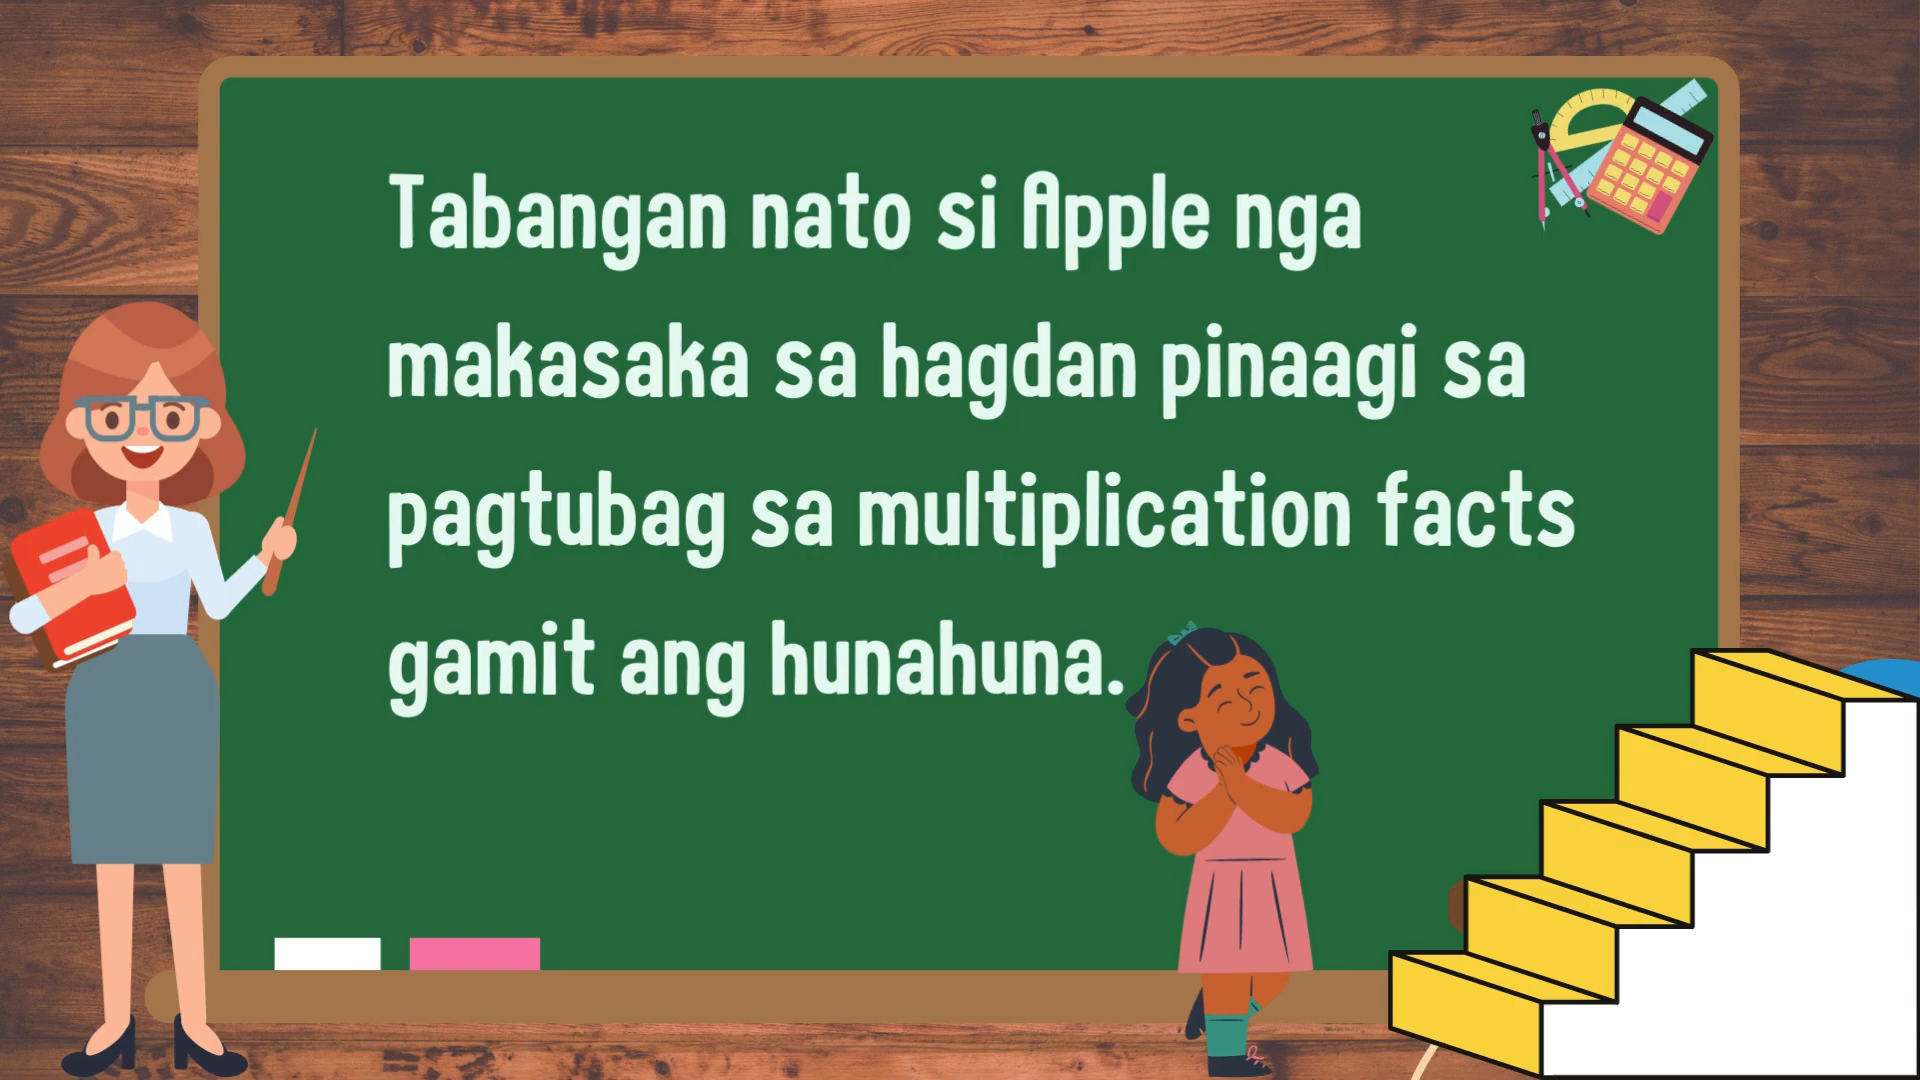 Tabangan nato si Apple nga
makasaka sa hagdan pinaagi sa
pagtubag sa multiplication facts
gamit ang hunahuna.